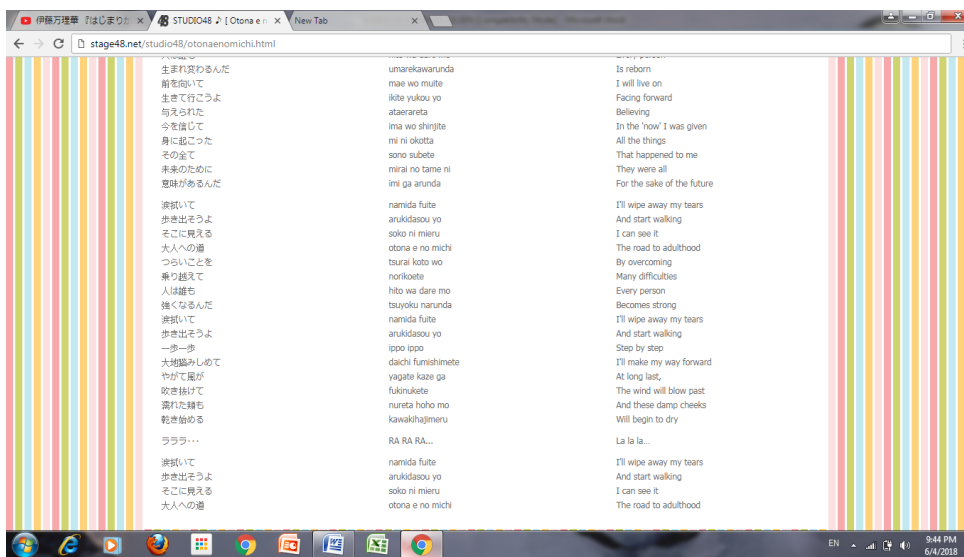 伊藤万理華 『はじまりか
STUDIO48 ♪ [ Otona e n
New Tab
stage48.net/studio48/otonaenomichi.html
生まれ変わるんだ umarekawarunda Is reborn
前を向いて mae wo muite I will live on
生きて行こうよ ikite yukou yo Facing forward
与えられた ataerareta Believing
今を信じて ima wo shinjite In the 'now' I was given
身に起こった mi ni okotta All the things
その全て sono subete That happened to me
未来のために mirai no tame ni They were all
意味があるんだ imi ga arunda For the sake of the future
涙拭いて namida fuite I'll wipe away my tears
歩き出そうよ arukidasou yo And start walking
そこに見える soko ni mieru I can see it
大人への道 otona e no michi The road to adulthood
つらいことを tsurai koto wo By overcoming
乗り越えて norikoete Many difficulties
人は誰も hito wa dare mo Every person
強くなるんだ tsuyoku narunda Becomes strong
涙拭いて namida fuite I'll wipe away my tears
歩き出そうよ arukidasou yo And start walking
一歩一歩 ippo ippo Step by step
大地踏みしめて daichi fumishimete I'll make my way forward
やがて風が yagate kaze ga At long last,
吹き抜けて fukinukete The wind will blow past
濡れた頬も nureta hoho mo And these damp cheeks
乾き始める kawakihajimeru Will begin to dry
ラララ・・・ RA RA RA... La la la...
涙拭いて namida fuite I'll wipe away my tears
歩き出そうよ arukidasou yo And start walking
そこに見える soko ni mieru I can see it
大人への道 otona e no michi The road to adulthood
EN
9:44 PM
6/4/2018